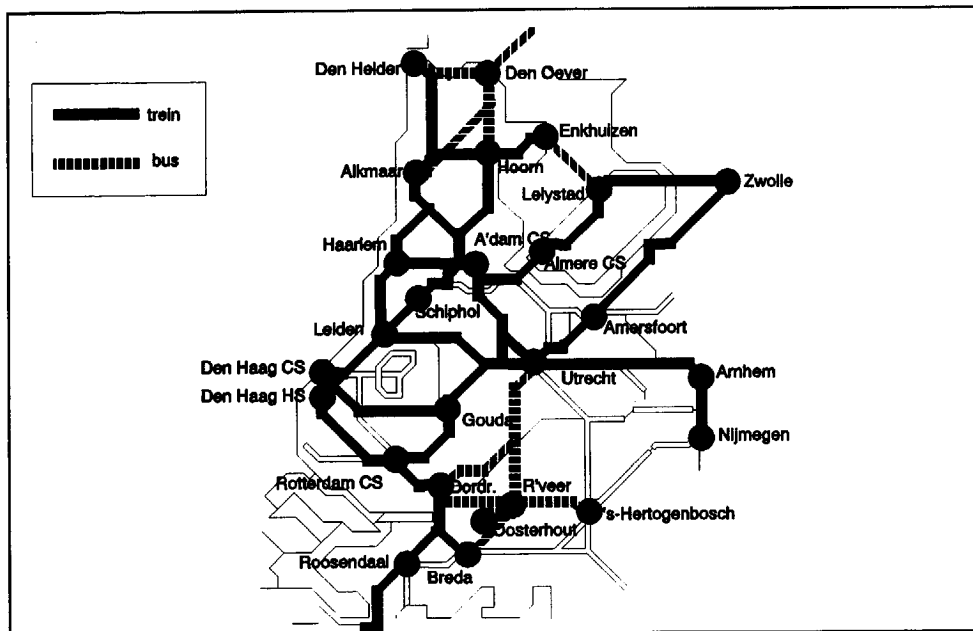 Den Helder
Den Oever
trein
bus
Enkhuizen
Alkmaar
Hoorn
Lelystad
Zwolle
Haarlem
A'dam CS
Almere CS
Schiphol
Leiden
Amersfoort
Den Haag CS
Utrecht
Arnhem
Den Haag HS
Gouda
Nijmegen
Rotterdam CS
Dordr.
R'veer
's-Hertogenbosch
Oosterhout
Roosendaal
Breda